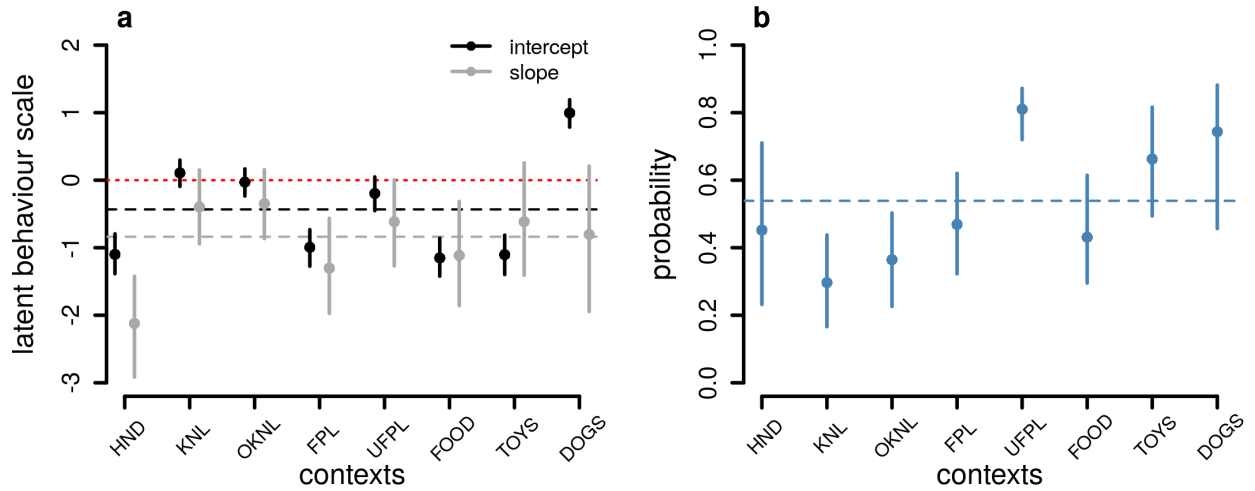 a
intercept
slope
latent behaviour scale
2
1
0
-1
-2
-3
HND
KNL
OKNL
FPL
UFPL
FOOD
TOYS
DOGS
contexts
b
probability
1.0
0.8
0.6
0.4
0.2
0.0
HND
KNL
OKNL
FPL
UFPL
FOOD
TOYS
DOGS
contexts